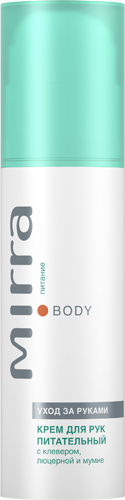 mirra
питание
BODY
УХОД ЗА РУКАМИ
КРЕМ ДЛЯ РУК
ПИТАТЕЛЬНЫЙ
с клевером,
люцерной и мумие